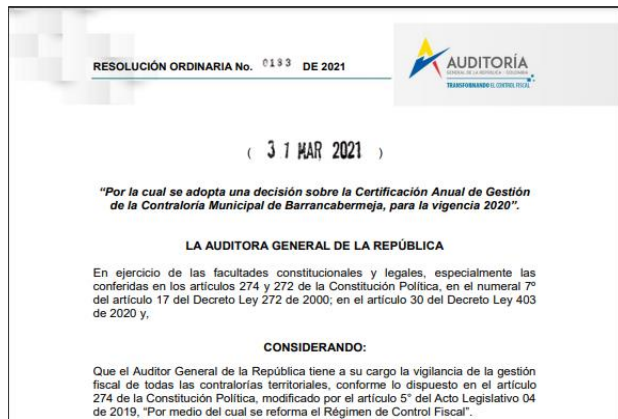 RESOLUCIÓN ORDINARIA No. 0183 DE 2021
AUDITORÍA
GENERAL DE LA REPÚBLICA - COLOMBIA
TRANSFORMANDO EL CONTROL FISCAL
( 31 MAR 2021 )
“Por la cual se adopta una decisión sobre la Certificación Anual de Gestión
de la Contraloría Municipal de Barrancabermeja, para la vigencia 2020”.
LA AUDITORA GENERAL DE LA REPÚBLICA
En ejercicio de las facultades constitucionales y legales, especialmente las
conferidas en los artículos 274 y 272 de la Constitución Política, en el numeral 7º
del artículo 17 del Decreto Ley 272 de 2000; en el artículo 30 del Decreto Ley 403
de 2020 y,
CONSIDERANDO:
Que el Auditor General de la República tiene a su cargo la vigilancia de la gestión
fiscal de todas las contralorías territoriales, conforme lo dispuesto en el artículo
274 de la Constitución Política, modificado por el artículo 5° del Acto Legislativo 04
de 2019, “Por medio del cual se reforma el Régimen de Control Fiscal”.